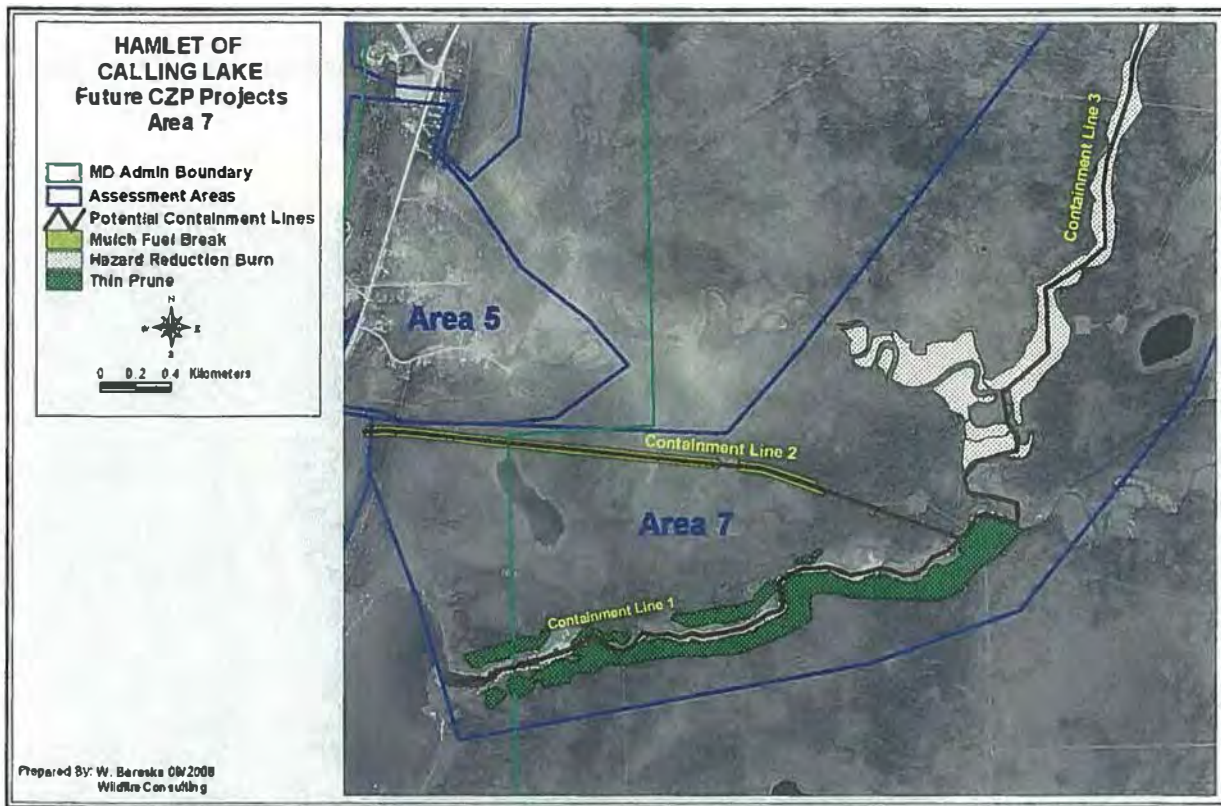 HAMLET OF
CALLING LAKE
Future CZP Projects
Area 7
MD Admin Boundary
Assessment Areas
Potential Containment Lines
Mulch Fuel Break
Hazard Reduction Burn
Thin Prune
N
W E
S
0 0.2 0.4 Kilometers
Prepared By: W. Bereska 09/2008
Wildfire Consulting
Area 5
Containment Line 3
Containment Line 2
Area 7
Containment Line 1